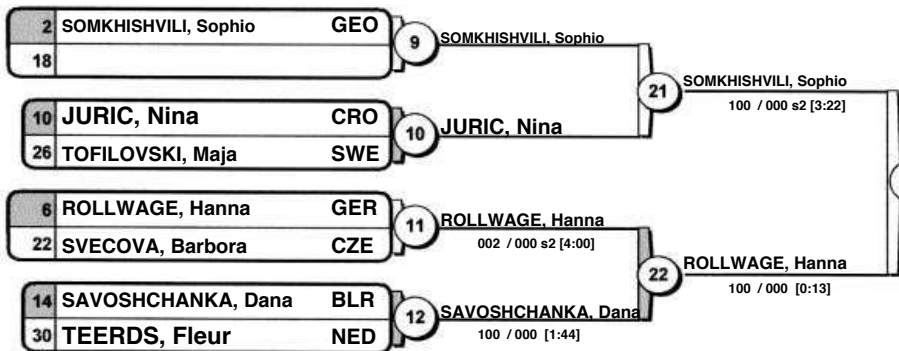 2 SOMKHISHVILI, Sophio GEO
18
9
SOMKHISHVILI, Sophio
10 JURIC, Nina CRO
26 TOFILOVSKI, Maja SWE
10
JURIC, Nina
21
SOMKHISHVILI, Sophio
100 / 000 s2 [3:22]
6 ROLLWAGE, Hanna GER
22 SVECOVA, Barbora CZE
11
ROLLWAGE, Hanna
002 / 000 s2 [4:00]
14 SAVOSHCHANKA, Dana BLR
30 TEERDS, Fleur NED
12
SAVOSHCHANKA, Dana
100 / 000 [1:44]
22
ROLLWAGE, Hanna
100 / 000 [0:13]